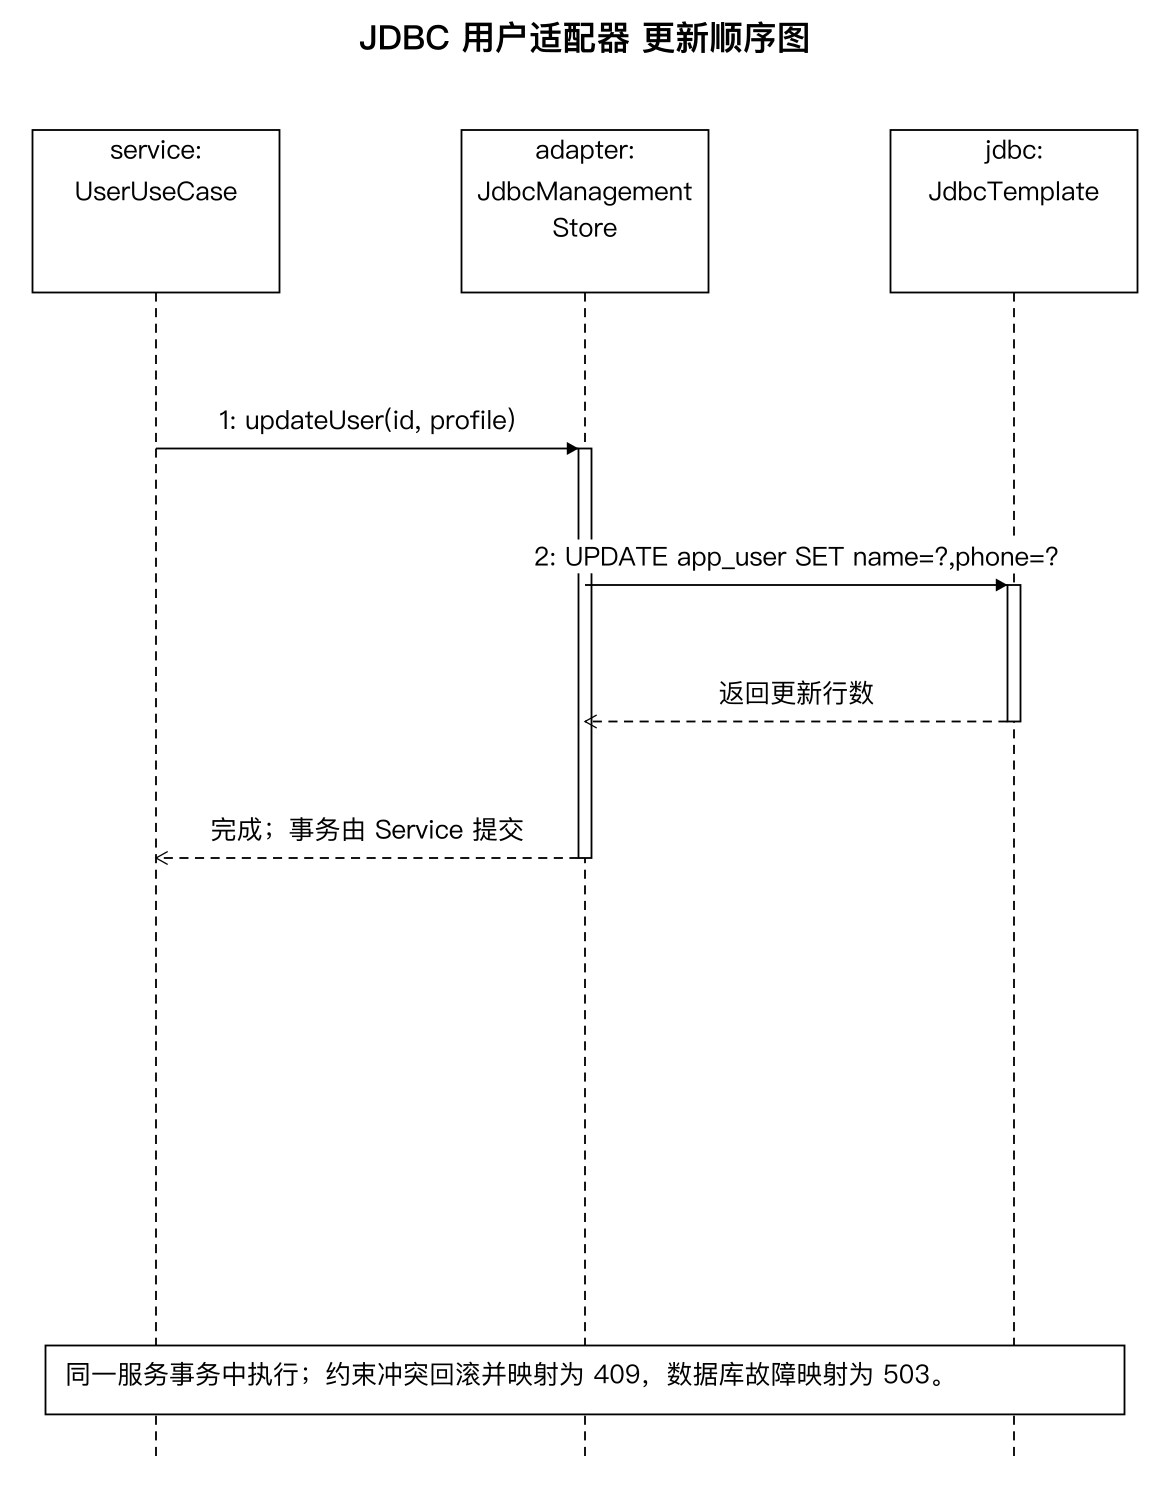 JDBC 用户适配器 更新顺序图
service:
UserUseCase
adapter:
JdbcManagement
Store
jdbc:
JdbcTemplate
1: updateUser(id, profile)
2: UPDATE app_user SET name=?,phone=?
返回更新行数
完成；事务由 Service 提交
同一服务事务中执行；约束冲突回滚并映射为 409，数据库故障映射为 503。